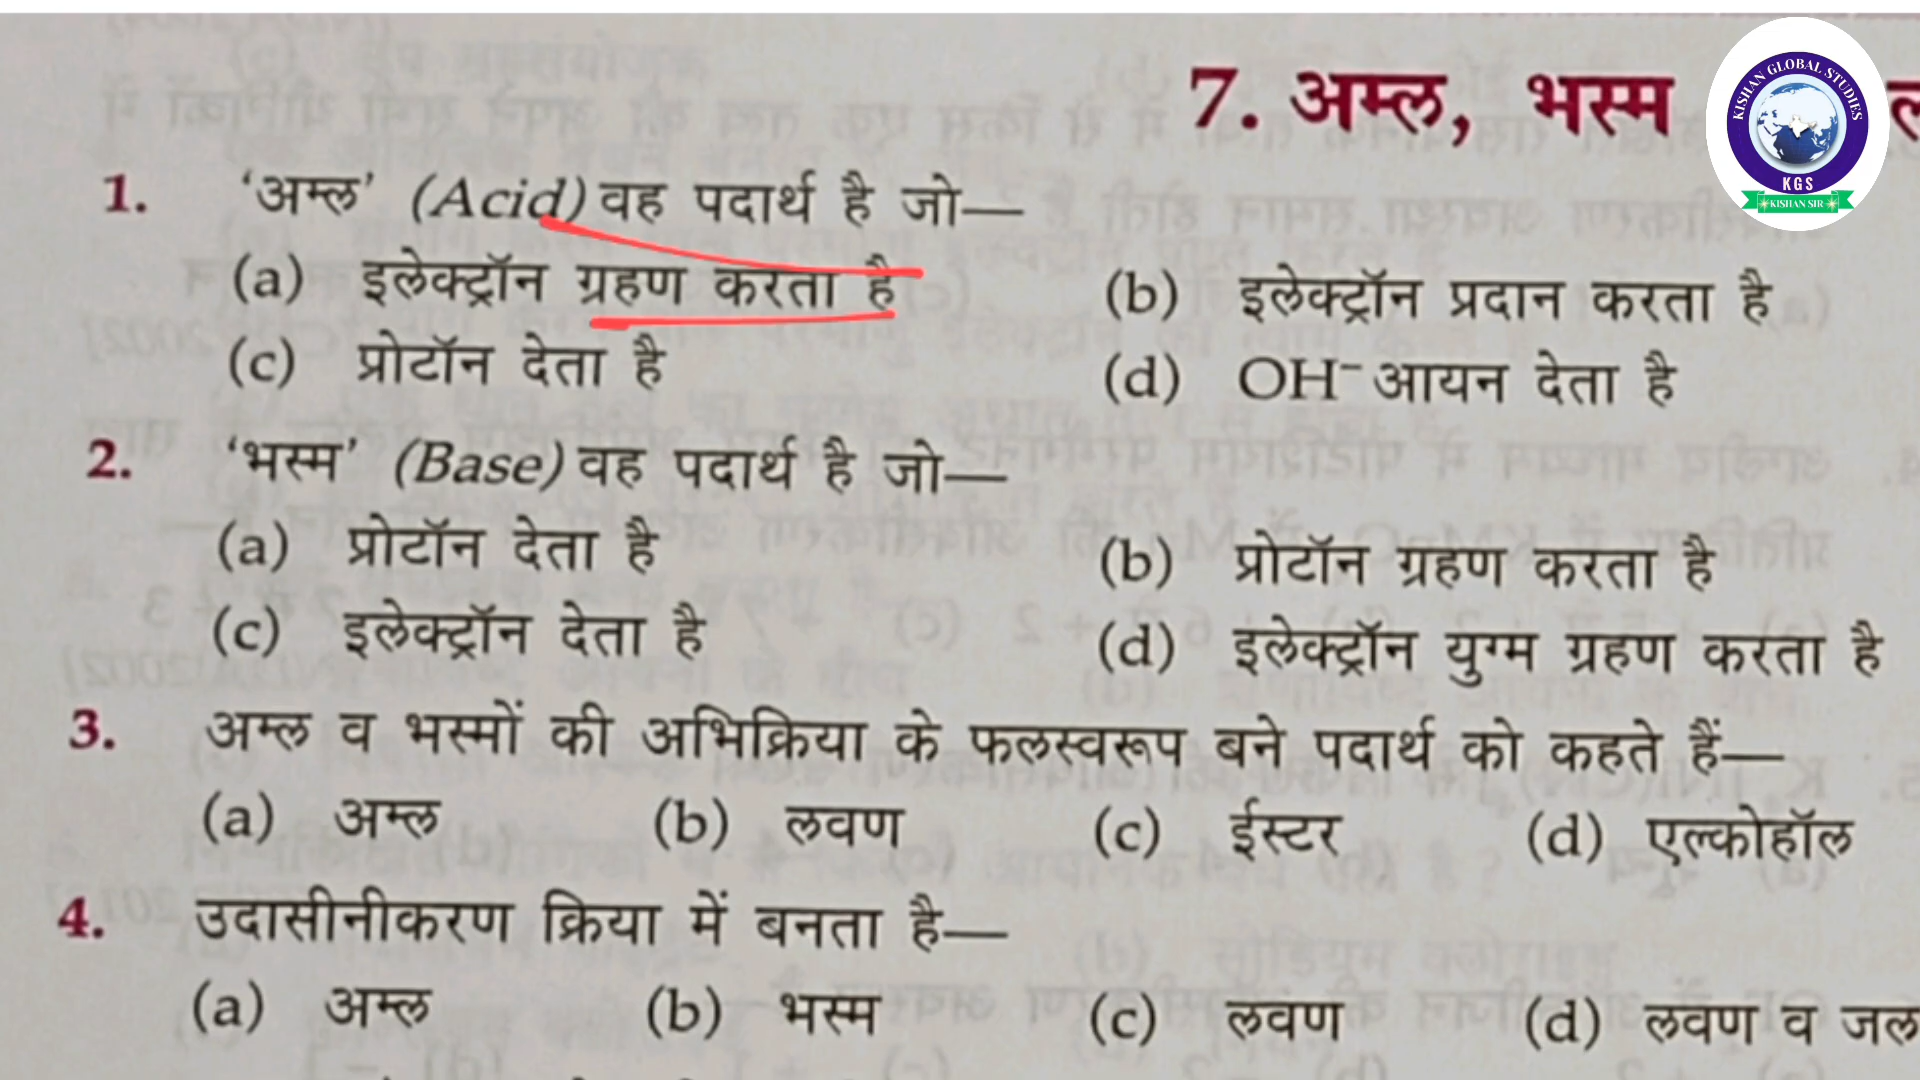 7. अम्ल, भस्म
KISHAN GLOBAL STUDIES
KGS
KISHAN SIR
1. ‘अम्ल’ (Acid) वह पदार्थ है जो—
(a) इलेक्ट्रॉन ग्रहण करता है (b) इलेक्ट्रॉन प्रदान करता है
(c) प्रोटॉन देता है (d) OH⁻ आयन देता है
2. ‘भस्म’ (Base) वह पदार्थ है जो—
(a) प्रोटॉन देता है (b) प्रोटॉन ग्रहण करता है
(c) इलेक्ट्रॉन देता है (d) इलेक्ट्रॉन युग्म ग्रहण करता है
3. अम्ल व भस्मों की अभिक्रिया के फलस्वरूप बने पदार्थ को कहते हैं—
(a) अम्ल (b) लवण (c) ईस्टर (d) एल्कोहॉल
4. उदासीनीकरण क्रिया में बनता है—
(a) अम्ल (b) भस्म (c) लवण (d) लवण व जल